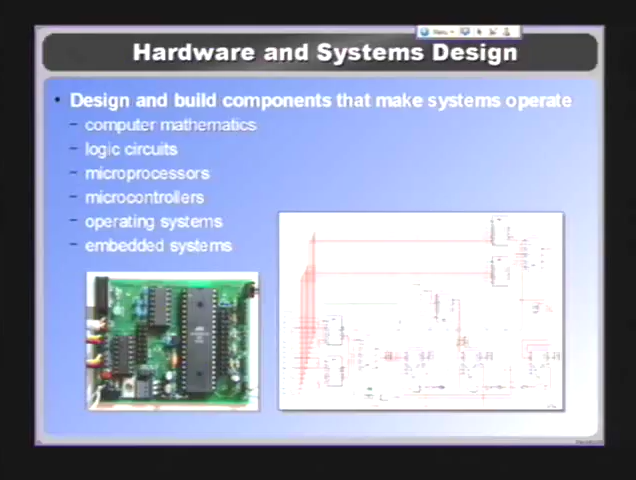 Hardware and Systems Design
• Design and build components that make systems operate
– computer mathematics
– logic circuits
– microprocessors
– microcontrollers
– operating systems
– embedded systems